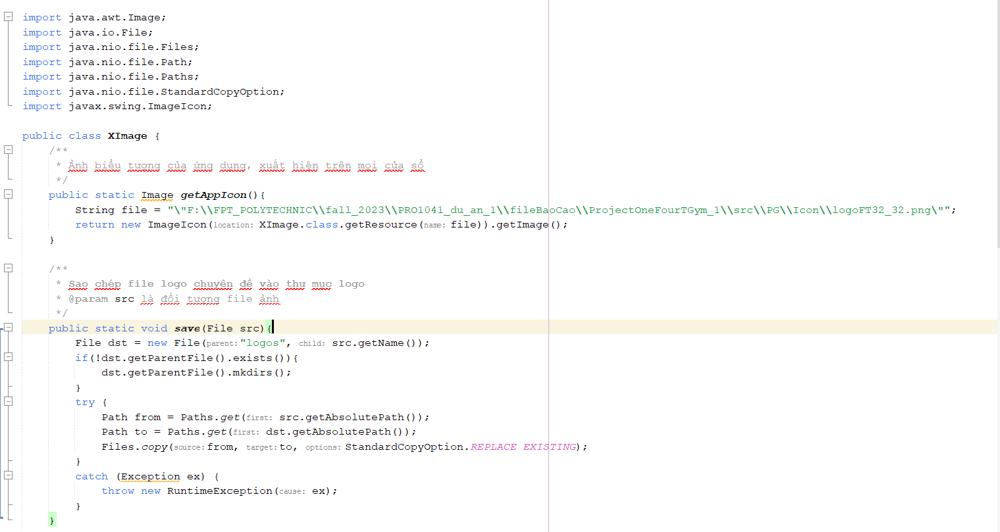 import java.awt.Image;
import java.io.File;
import java.nio.file.Files;
import java.nio.file.Path;
import java.nio.file.Paths;
import java.nio.file.StandardCopyOption;
import javax.swing.ImageIcon;
public class XImage {
/**
* Ảnh biểu tượng của ứng dụng, xuất hiện trên mọi cửa sổ
*/
public static Image getAppIcon(){
String file = "\"F:\\FPT_POLYTECHNIC\\fall_2023\\PRO1041_du_an_1\\fileBaoCao\\ProjectOneFourTGym_1\\src\\PG\\Icon\\logoFT32_32.png\"";
return new ImageIcon(location: XImage.class.getResource(name: file)).getImage();
}
/**
* Sao chép file logo chuyên đề vào thư mục logo
* @param src là đối tượng file ảnh
*/
public static void save(File src){
File dst = new File(parent: "logos", child: src.getName());
if(!dst.getParentFile().exists()){
dst.getParentFile().mkdirs();
}
try {
Path from = Paths.get(first: src.getAbsolutePath());
Path to = Paths.get(first: dst.getAbsolutePath());
Files.copy(source: from, target: to, options: StandardCopyOption.REPLACE_EXISTING);
}
catch (Exception ex) {
throw new RuntimeException(cause: ex);
}
}